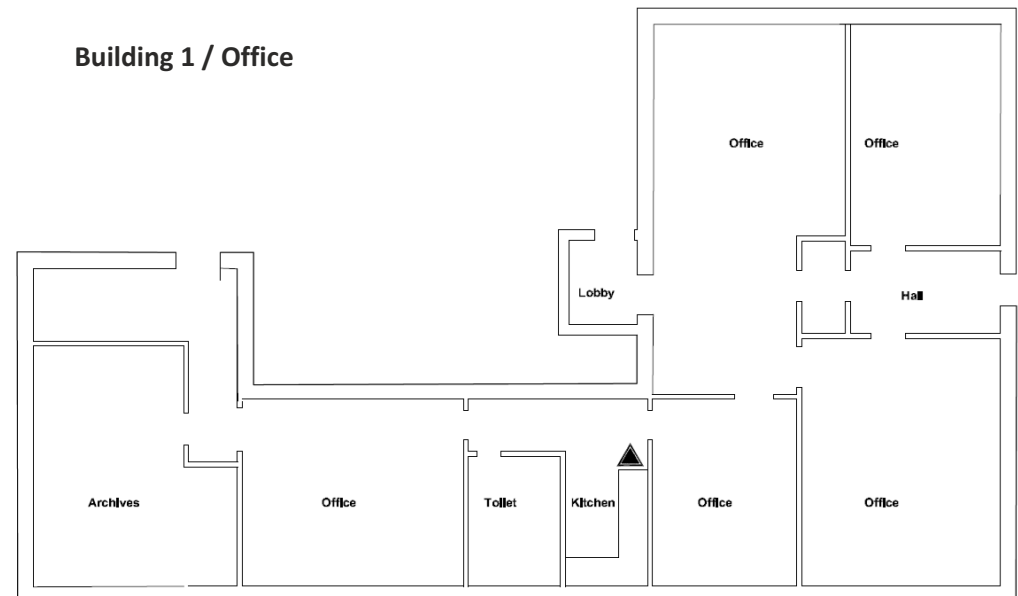 Building 1 / Office
Office
Office
Lobby
Hall
Archives
Office
Toilet
Kitchen
Office
Office